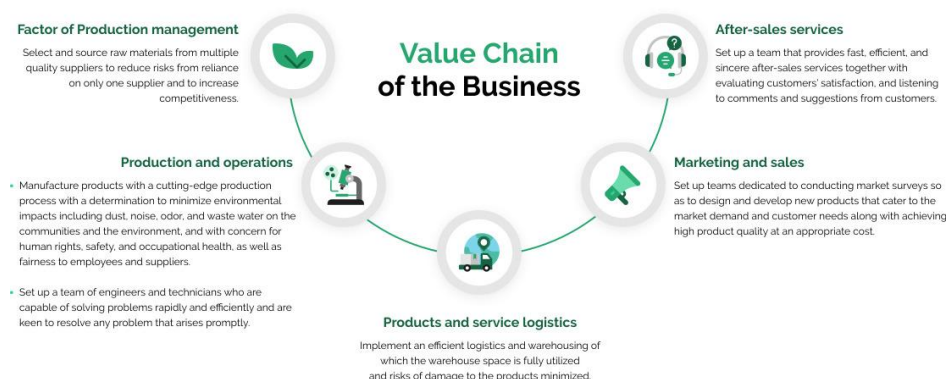 Value Chain
of the Business
Factor of Production management
Select and source raw materials from multiple
quality suppliers to reduce risks from reliance
on only one supplier and to increase
competitiveness.
Production and operations
▸ Manufacture products with a cutting-edge production
process with a determination to minimize environmental
impacts including dust, noise, odor, and waste water on the
communities and the environment, and with concern for
human rights, safety, and occupational health, as well as
fairness to employees and suppliers.
▸ Set up a team of engineers and technicians who are
capable of solving problems rapidly and efficiently and are
keen to resolve any problem that arises promptly.
Products and service logistics
Implement an efficient logistics and warehousing of
which the warehouse space is fully utilized
and risks of damage to the products minimized.
Marketing and sales
Set up teams dedicated to conducting market surveys so
as to design and develop new products that cater to the
market demand and customer needs along with achieving
high product quality at an appropriate cost.
After-sales services
Set up a team that provides fast, efficient, and
sincere after-sales services together with
evaluating customers' satisfaction, and listening
to comments and suggestions from customers.
?